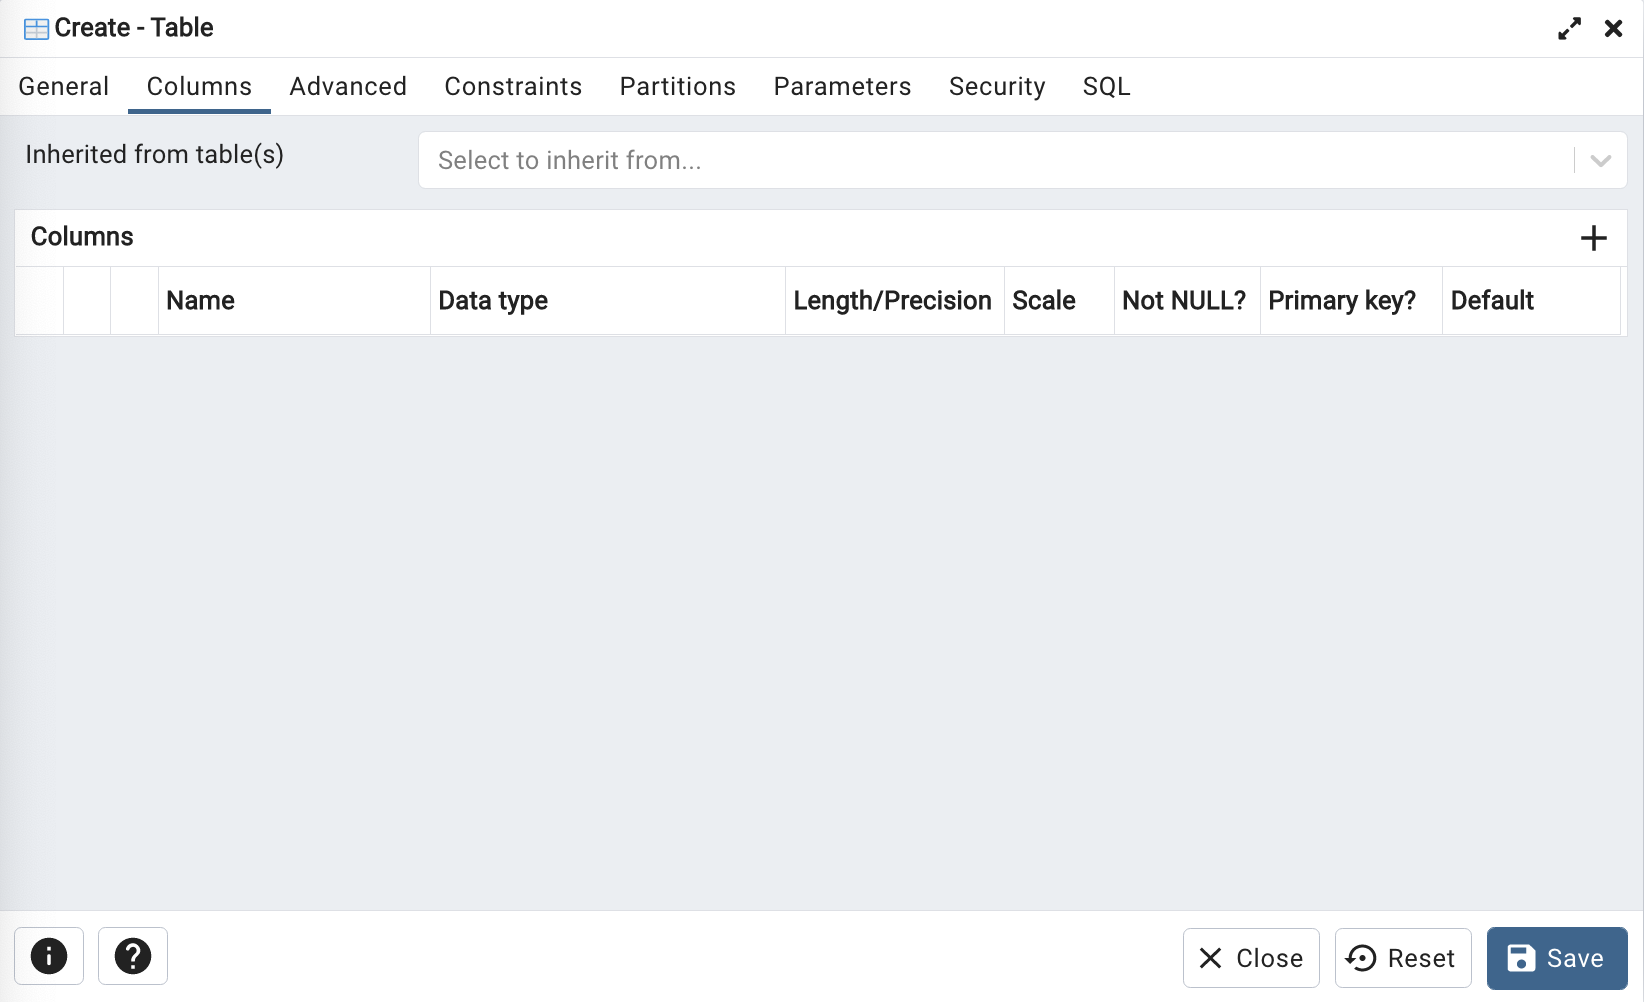 Create - Table
General Columns Advanced Constraints Partitions Parameters Security SQL
Inherited from table(s) Select to inherit from...
Columns
Name Data type Length/Precision Scale Not NULL? Primary key? Default
Close Reset Save